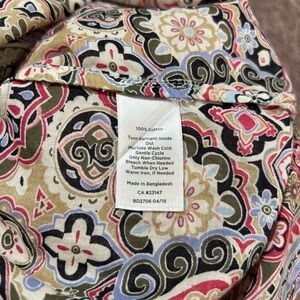 100% Cotton
Turn Garment Inside
Out
Machine Wash Cold
Gentle Cycle
Only Non-Chlorine
Bleach When Needed
Tumble Dry Low
Warm Iron, If Needed
Made In Bangladesh
CA #23147
BD2706 04/19